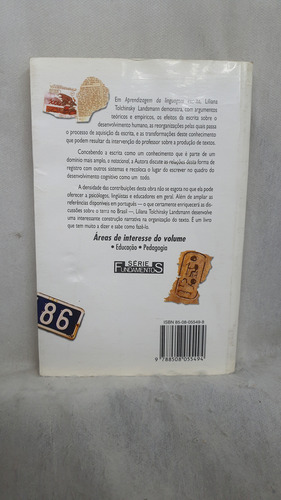 Em Aprendizagem da linguagem escrita, Liliana
Tolchinsky Landsmann demonstra, com argumentos
teóricos e empíricos, os efeitos da escrita sobre o
desenvolvimento humano, as reorganizações pelas quais passa
o processo de aquisição da escrita, e as transformações deste conhecimento
que podem resultar da intervenção do professor sobre a produção de textos.
Concebendo a escrita como um conhecimento que é parte de um
domínio mais amplo, o notacional, a Autora discute as relações desta forma de
registro com outros sistemas e recoloca o lugar do escrever no quadro do
desenvolvimento cognitivo como um todo.
A densidade das contribuições desta obra não se esgota no que ela pode
oferecer a psicólogos, lingüistas e educadores em geral. Além de ampliar as
referências disponíveis em português — o que certamente enriquecerá as dis-
cussões sobre o tema no Brasil —, Liliana Tolchinsky Landsmann desenvolve
uma interessante construção narrativa na organização do texto. É um livro
que tem muito a dizer e sabe como fazê-lo.
Áreas de interesse do volume
• Educação • Pedagogia
SÉRIE
FUNDAMENTOS
86
ISBN 85-08-05549-8
9 788508 055494